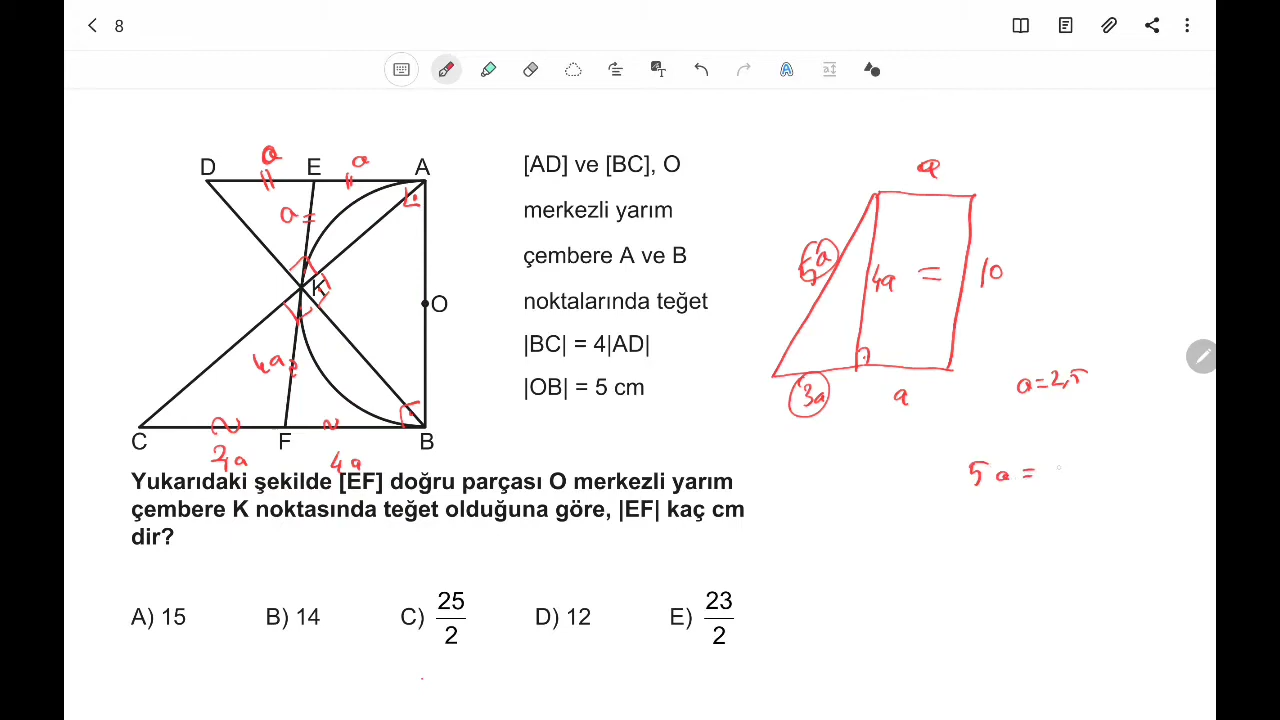 8
D a E a A
a =
K
O
4a
C F B
4a 4a
[AD] ve [BC], O
merkezli yarım
çembere A ve B
noktalarında teğet
|BC| = 4|AD|
|OB| = 5 cm
a
5a 4a = 10
3a a
a = 2,5
5a =
Yukarıdaki şekilde [EF] doğru parçası O merkezli yarım
çembere K noktasında teğet olduğuna göre, |EF| kaç cm
dir?
A) 15 B) 14 C) 25/2 D) 12 E) 23/2